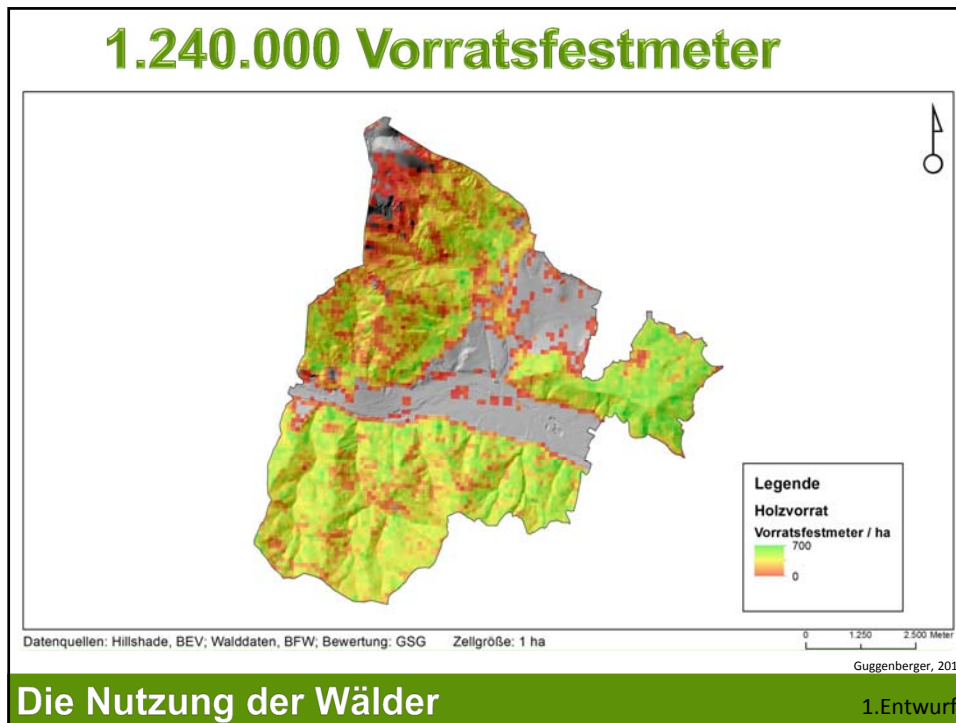 1.240.000 Vorratsfestmeter
Legende
Holzvorrat
Vorratsfestmeter / ha
700
0
Datenquellen: Hillshade, BEV; Walddaten, BFW; Bewertung: GSG Zellgröße: 1 ha
0 1.250 2.500 Meter
Guggenberger, 201
Die Nutzung der Wälder
1.Entwurf